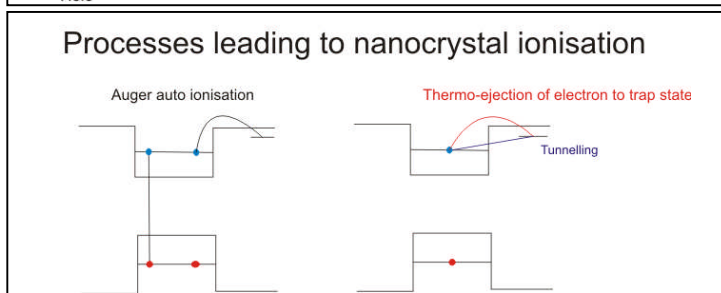 Processes leading to nanocrystal ionisation
Auger auto ionisation
Thermo-ejection of electron to trap state
Tunnelling